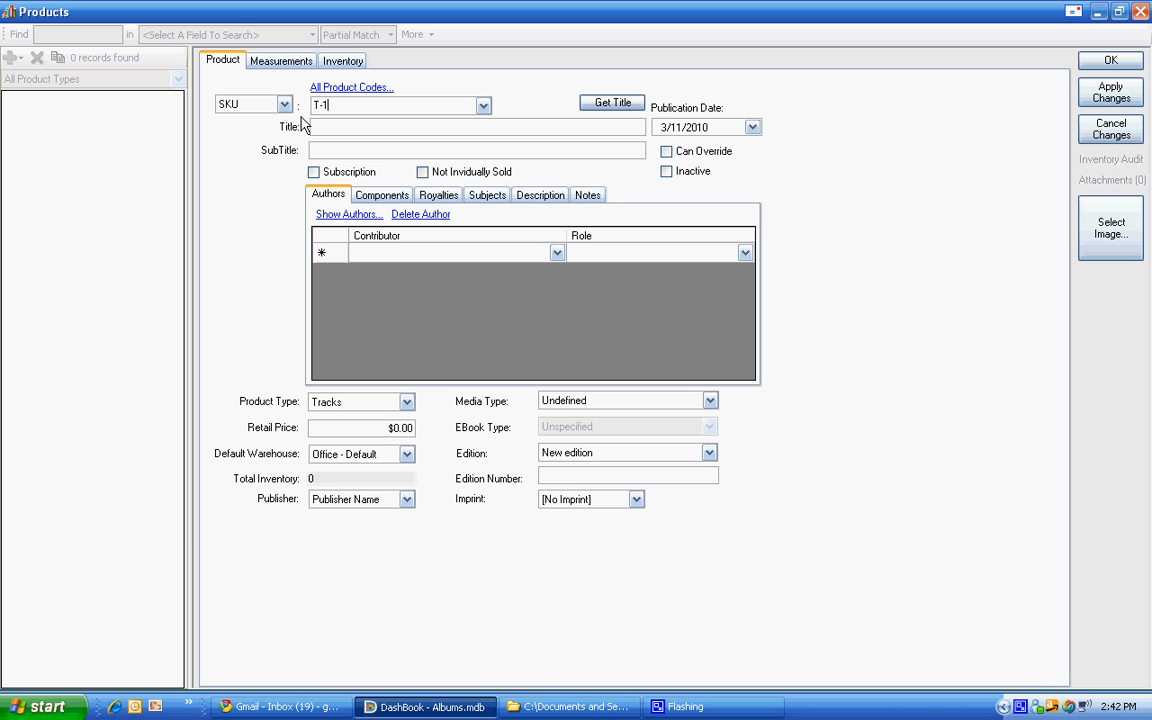 Products
Find in <Select A Field To Search> Partial Match More
0 records found
All Product Types
Product Measurements Inventory
All Product Codes...
SKU : T-1 Get Title Publication Date:
Title: 3/11/2010
SubTitle: Can Override
Subscription Not Invidually Sold Inactive
Authors Components Royalties Subjects Description Notes
Show Authors... Delete Author
Contributor Role
Product Type: Tracks Media Type: Undefined
Retail Price: $0.00 EBook Type: Unspecified
Default Warehouse: Office - Default Edition: New edition
Total Inventory: 0 Edition Number:
Publisher: Publisher Name Imprint: [No Imprint]
OK
Apply
Changes
Cancel
Changes
Inventory Audit
Attachments (0)
Select
Image...
start Gmail - Inbox (19) - g... DashBook - Albums.mdb C:\Documents and Se... Flashing 2:42 PM